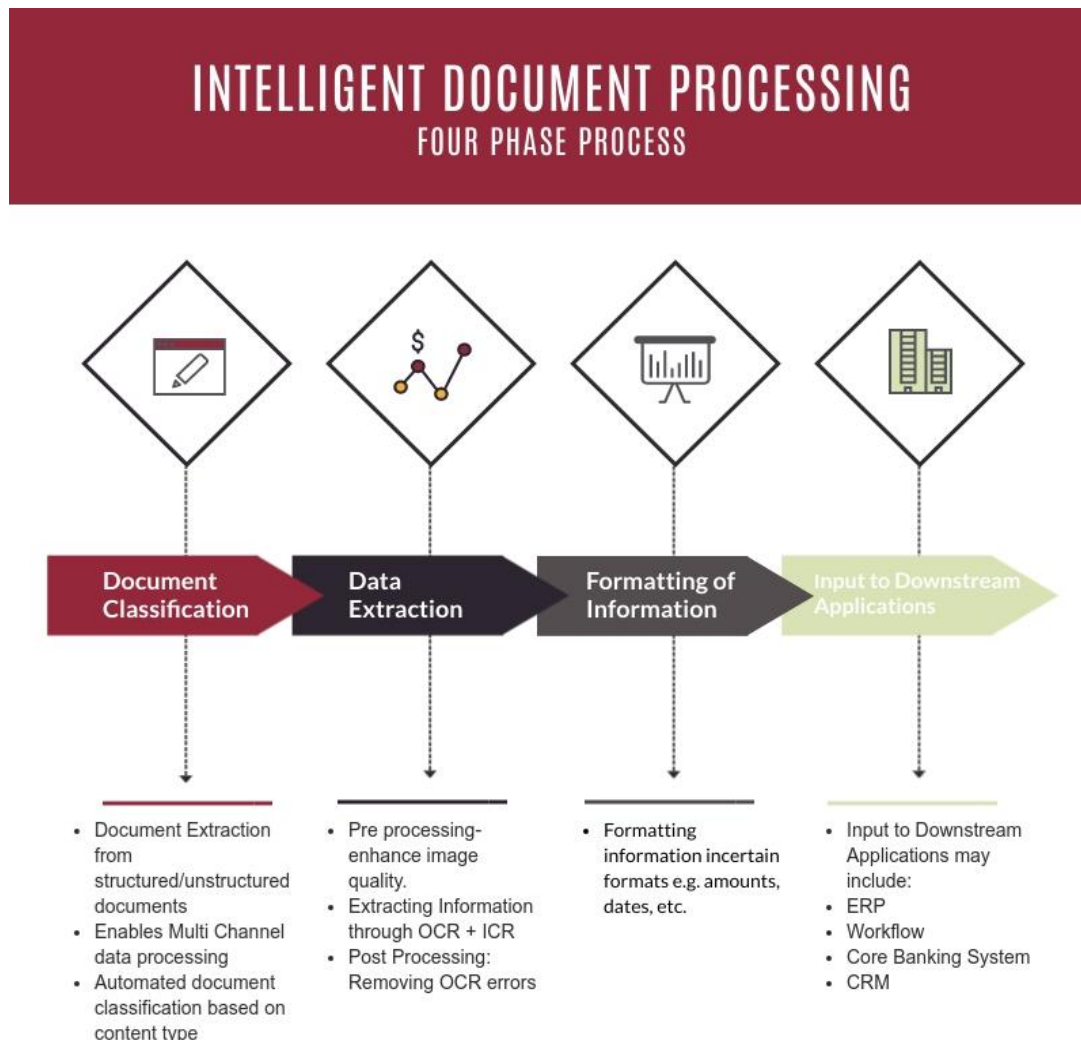 INTELLIGENT DOCUMENT PROCESSING
FOUR PHASE PROCESS
$
Document
Classification
Data
Extraction
Formatting of
Information
Input to Downstream
Applications
• Document Extraction
from
structured/unstructured
documents
• Enables Multi Channel
data processing
• Automated document
classification based on
content type
• Pre processing-
enhance image
quality.
• Extracting Information
through OCR + ICR
• Post Processing:
Removing OCR errors
• Formatting
information incertain
formats e.g. amounts,
dates, etc.
• Input to Downstream
Applications may
include:
• ERP
• Workflow
• Core Banking System
• CRM